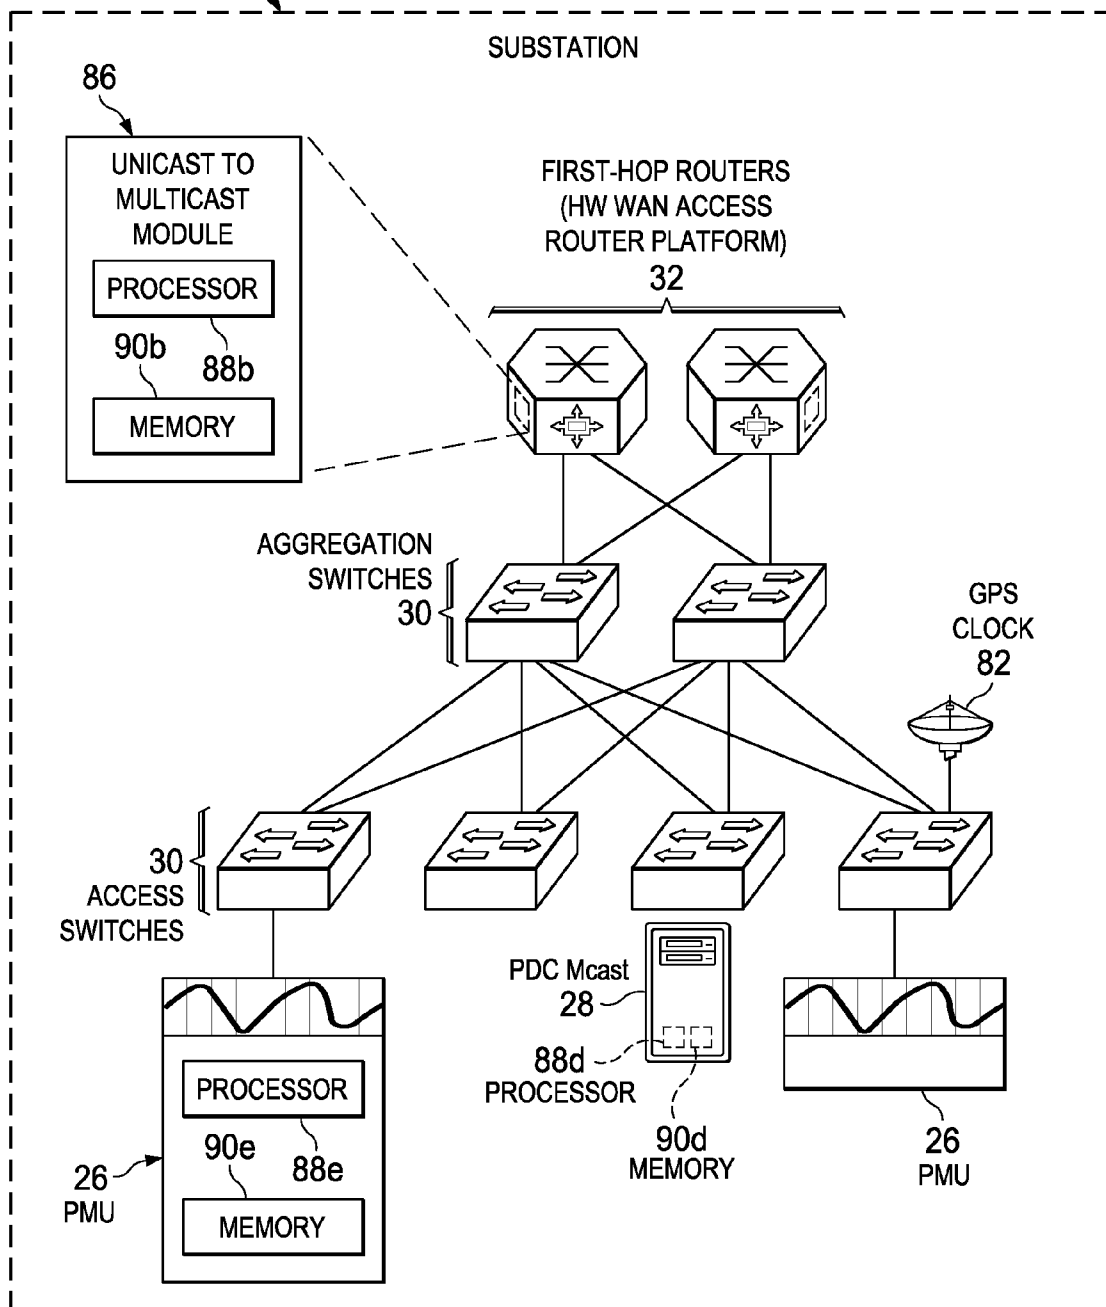 SUBSTATION
86
UNICAST TO
MULTICAST
MODULE
PROCESSOR
90b
88b
MEMORY
FIRST-HOP ROUTERS
(HW WAN ACCESS
ROUTER PLATFORM)
32
AGGREGATION
SWITCHES
30
GPS
CLOCK
82
30
ACCESS
SWITCHES
PDC Mcast
28
88d
PROCESSOR
90d
MEMORY
PROCESSOR
90e
88e
MEMORY
26
PMU
26
PMU